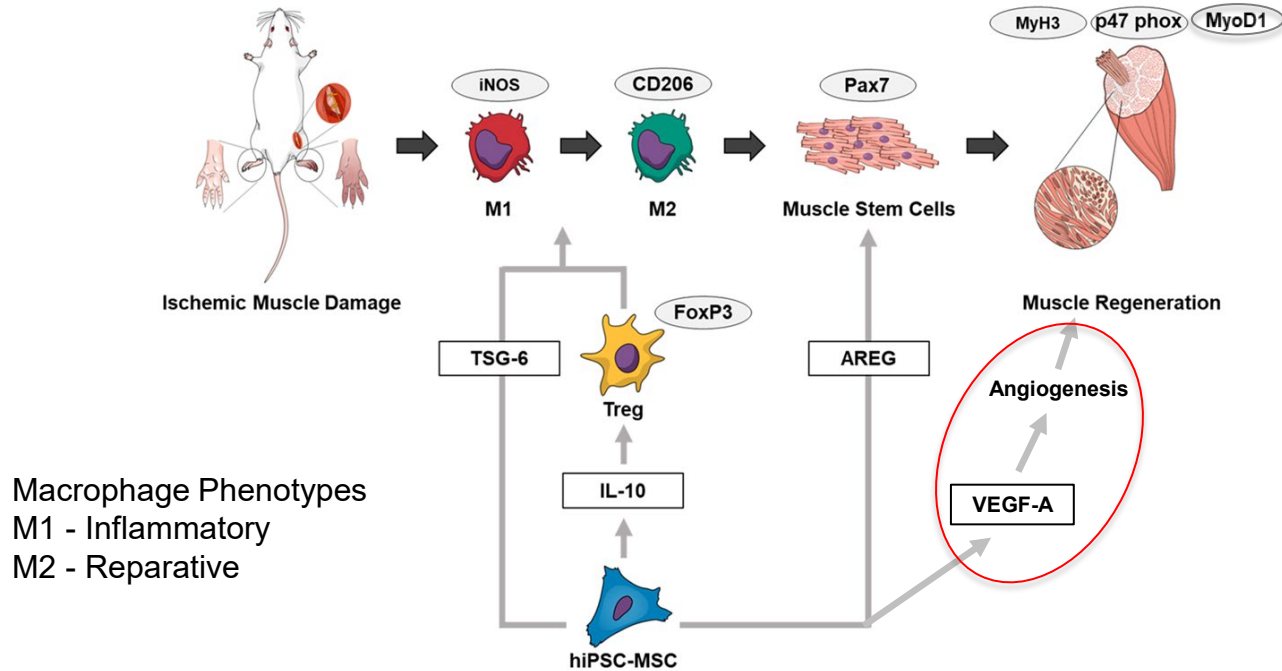 MyH3
p47 phox
MyoD1
iNOS
CD206
Pax7
M1
M2
Muscle Stem Cells
Ischemic Muscle Damage
Muscle Regeneration
FoxP3
TSG-6
AREG
Treg
Angiogenesis
IL-10
VEGF-A
Macrophage Phenotypes
M1 - Inflammatory
M2 - Reparative
hiPSC-MSC